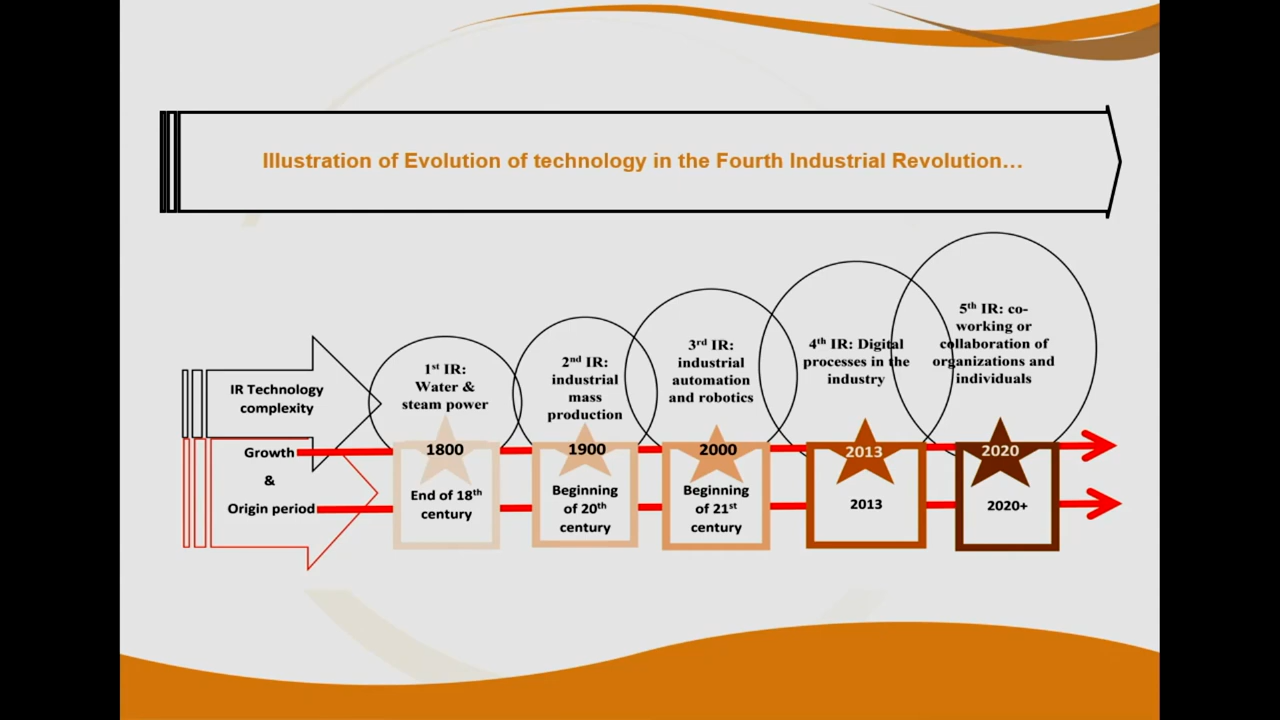 Illustration of Evolution of technology in the Fourth Industrial Revolution…
IR Technology
complexity
1st IR:
Water &
steam power
2nd IR:
industrial
mass
production
3rd IR:
industrial
automation
and robotics
4th IR: Digital
processes in the
industry
5th IR: co-
working or
collaboration of
organizations and
individuals
Growth
&
Origin period
1800
1900
2000
2013
2020
End of 18th
century
Beginning
of 20th
century
Beginning
of 21st
century
2013
2020+